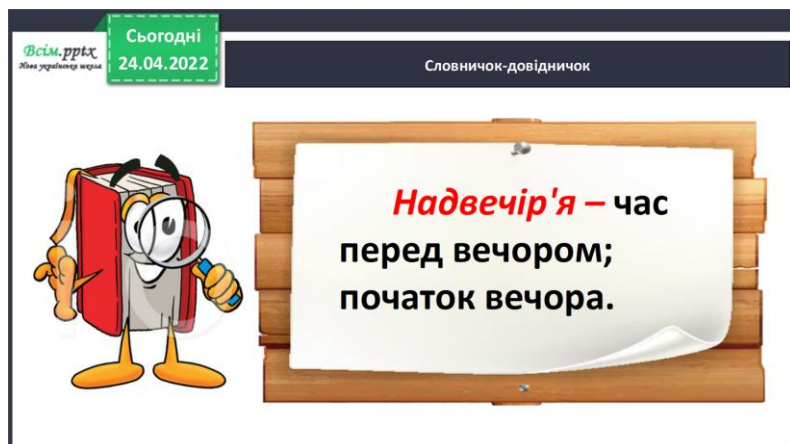 Всім.pptx
Нова українська школа
Сьогодні
24.04.2022
Словничок-довідничок
Надвечір'я – час
перед вечором;
початок вечора.